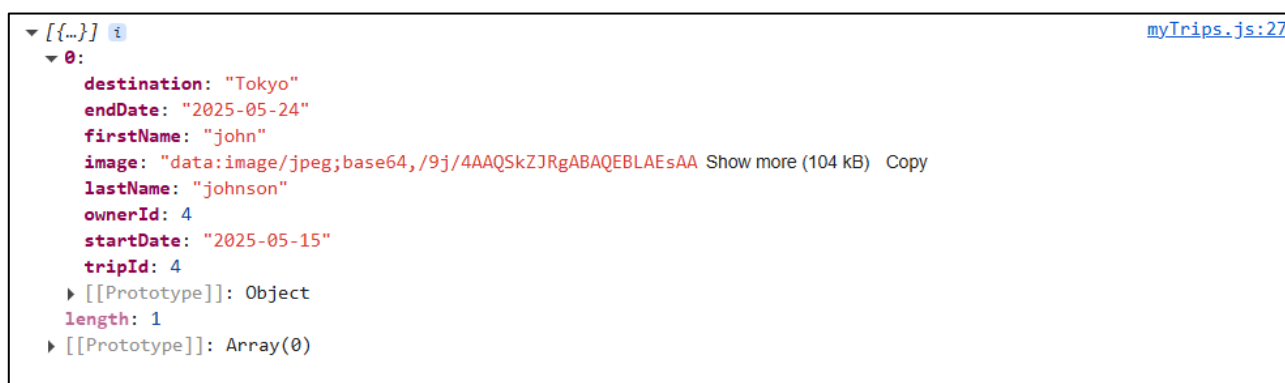 ▼ [{…}] i myTrips.js:27
▼ 0:
destination: "Tokyo"
endDate: "2025-05-24"
firstName: "john"
image: "data:image/jpeg;base64,/9j/4AAQSkZJRgABAQEBLAEsAA Show more (104 kB) Copy
lastName: "johnson"
ownerId: 4
startDate: "2025-05-15"
tripId: 4
▶ [[Prototype]]: Object
length: 1
▶ [[Prototype]]: Array(0)